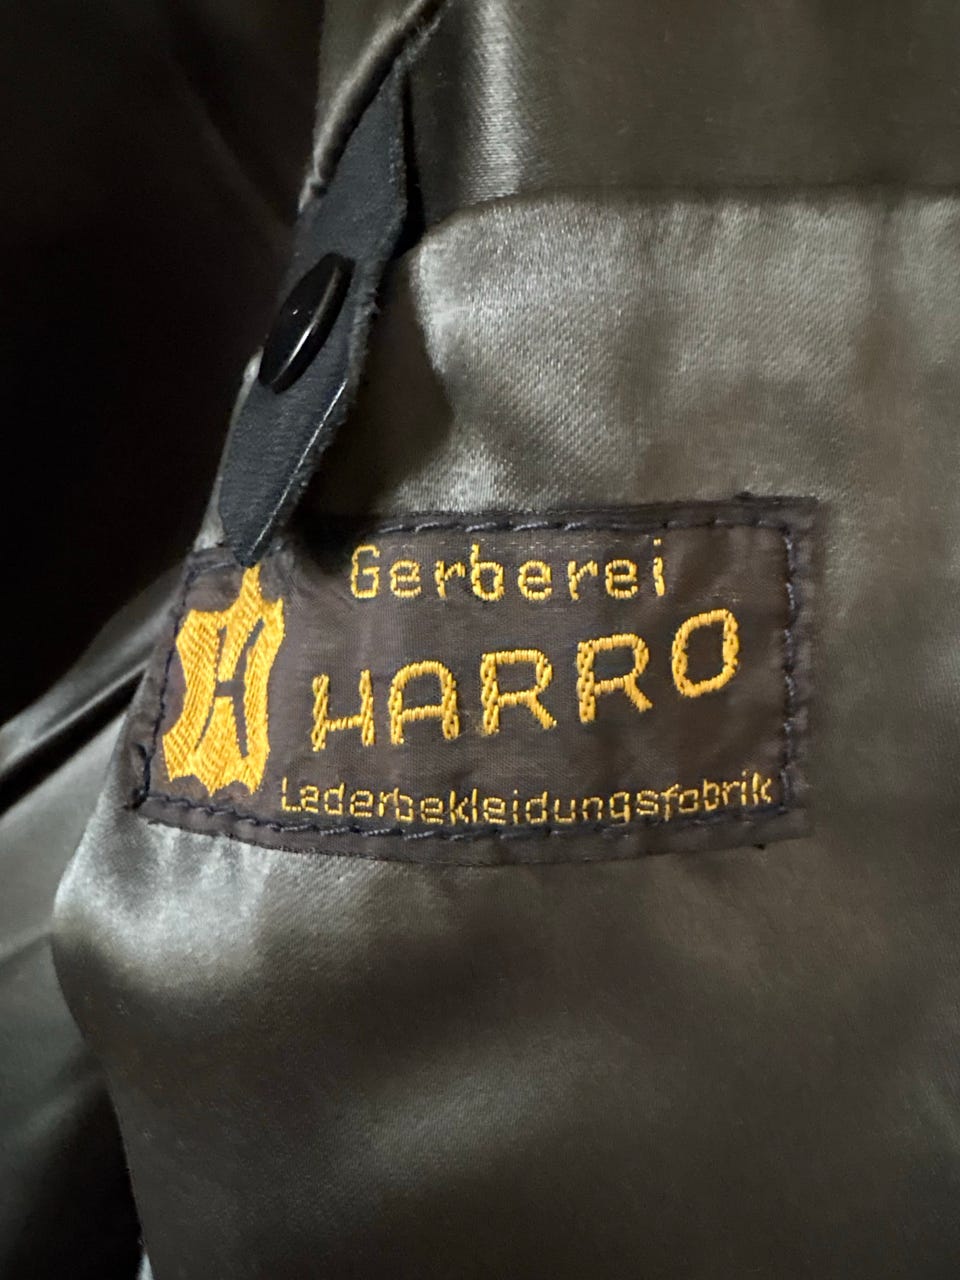 Gerberei
H HARRO
Lederbekleidungsfabrik